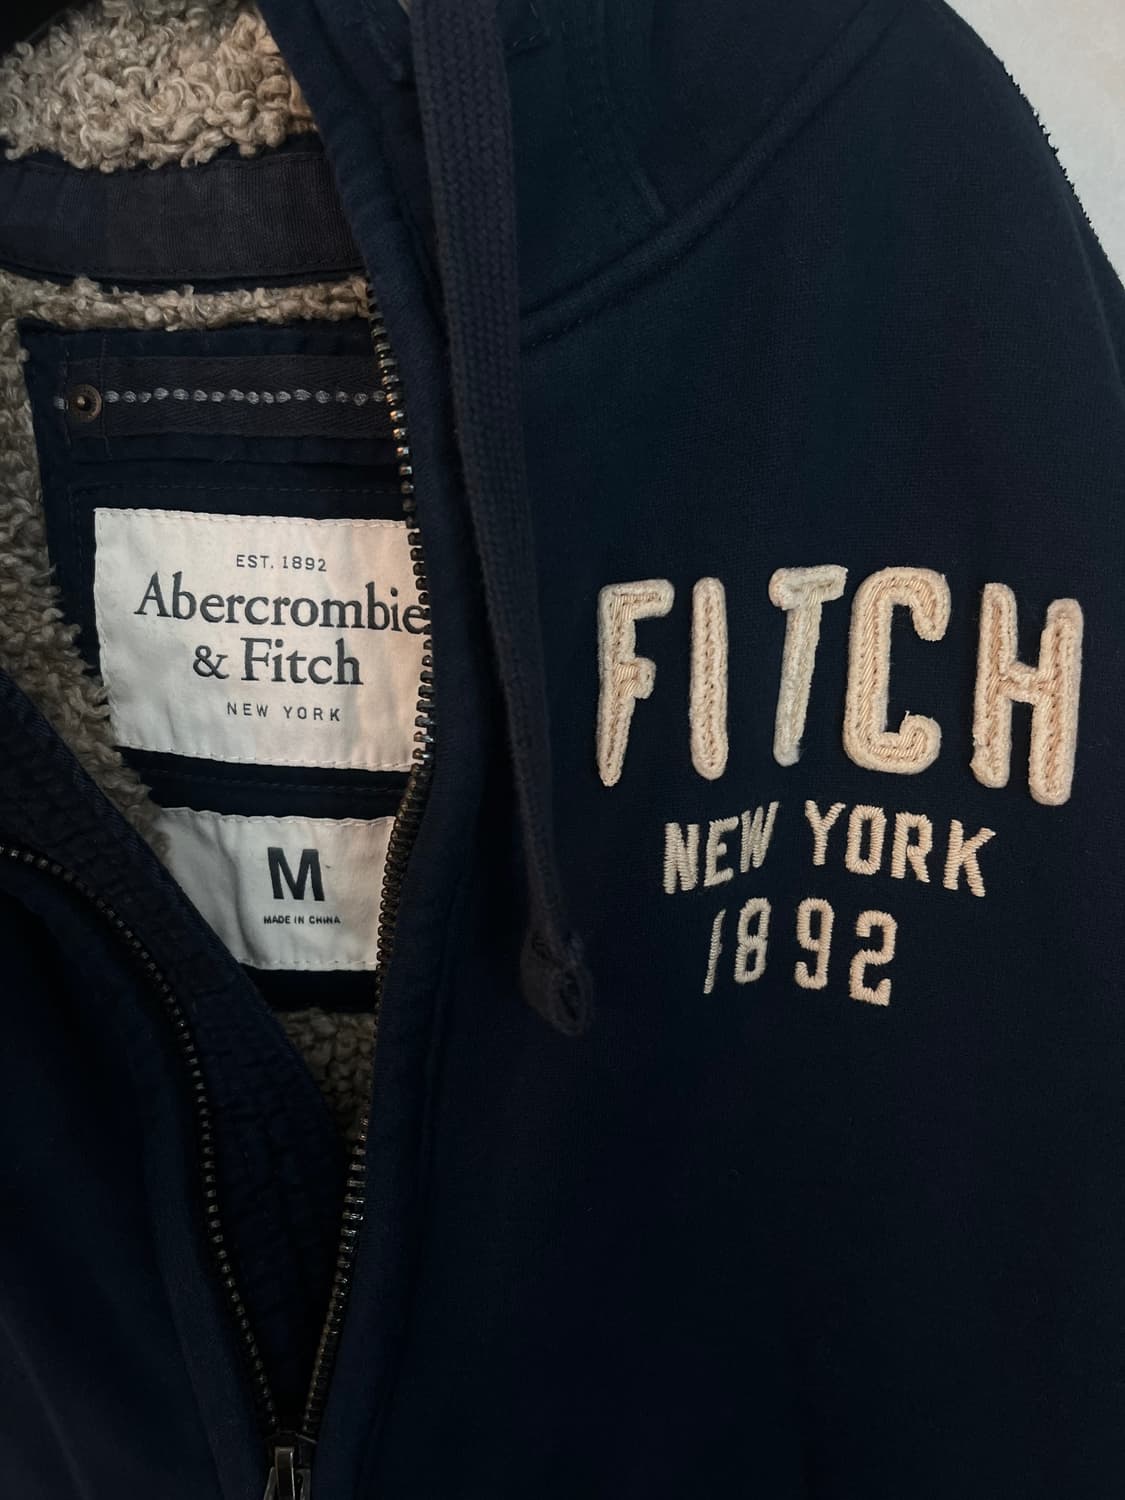 EST. 1892
Abercrombie
& Fitch
NEW YORK
M
MADE IN CHINA
FITCH
NEW YORK
1892